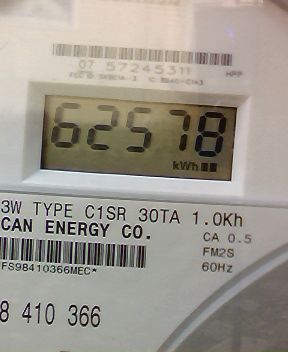 07 57245311 HPP
62578
kWh
3W TYPE C1SR 30TA 1.0Kh
CAN ENERGY CO.
CA 0.5
FM2S
60Hz
FS98410366MEC*
8 410 366